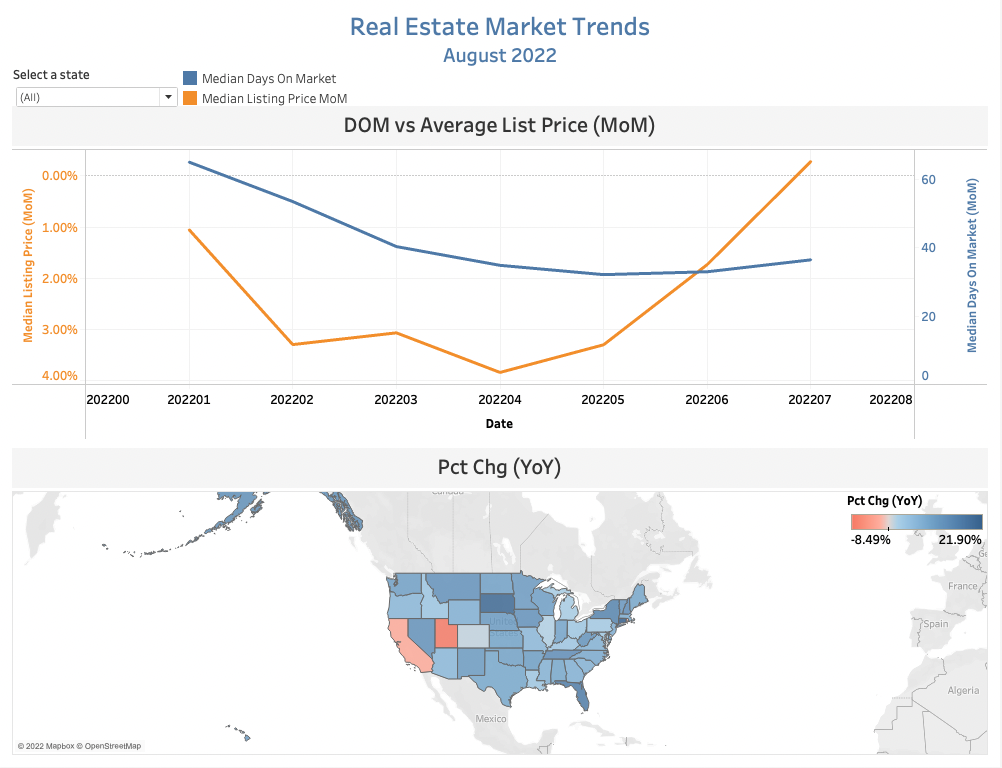 Real Estate Market Trends
August 2022
Select a state
(All)
Median Days On Market
Median Listing Price MoM
DOM vs Average List Price (MoM)
Median Listing Price (MoM)
0.00%
1.00%
2.00%
3.00%
4.00%
60
40
20
0
Median Days On Market (MoM)
202200 202201 202202 202203 202204 202205 202206 202207 202208
Date
Pct Chg (YoY)
Canada
Pct Chg (YoY)
-8.49% 21.90%
Ge
France
United
States
Spain
Algeria
Mexico
© 2022 Mapbox © OpenStreetMap